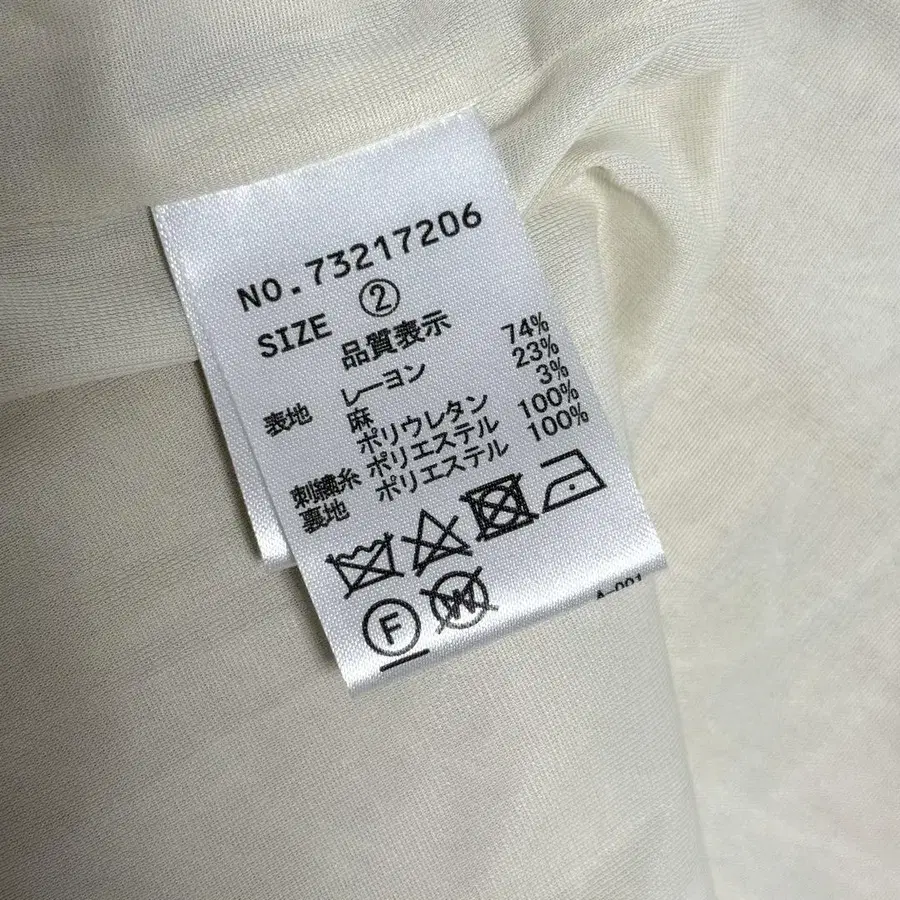 NO.73217206
SIZE ②
品質表示
表地 レーヨン 74%
麻 23%
ポリウレタン 3%
刺繍糸 ポリエステル 100%
裏地 ポリエステル 100%
F W
A-001